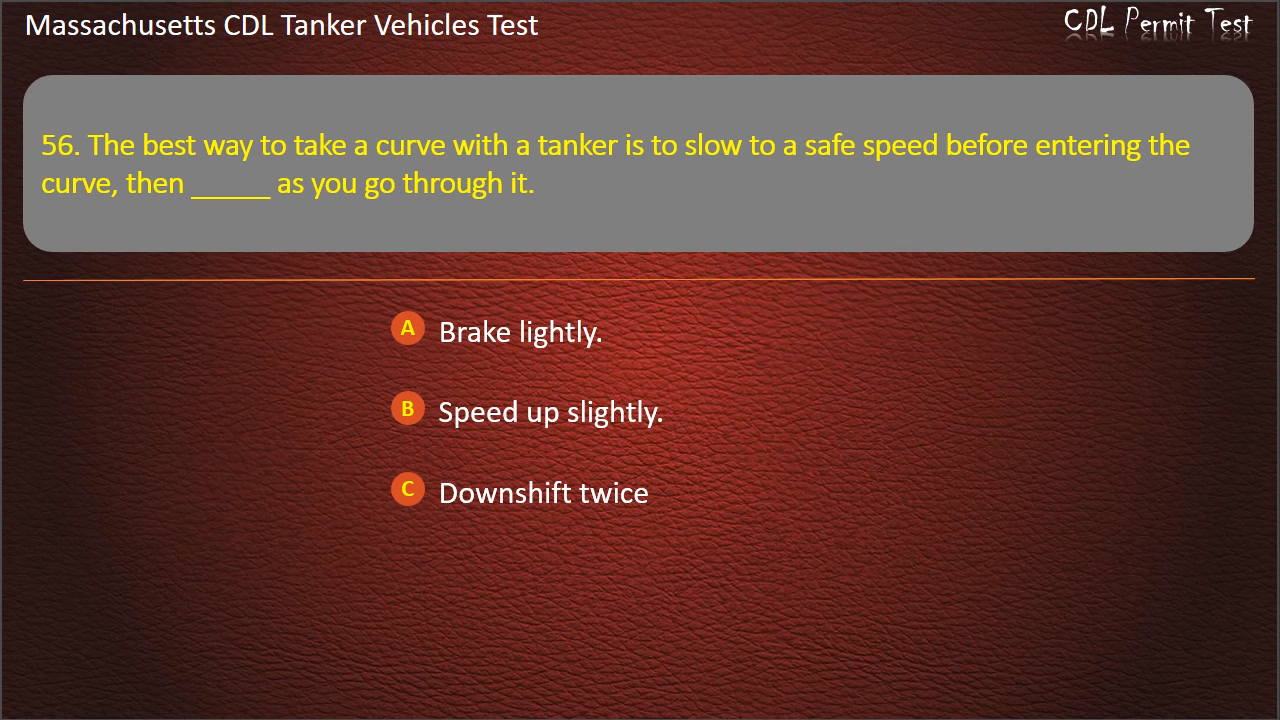 Massachusetts CDL Tanker Vehicles Test
CDL Permit Test
56. The best way to take a curve with a tanker is to slow to a safe speed before entering the
curve, then _____ as you go through it.
A Brake lightly.
B Speed up slightly.
C Downshift twice